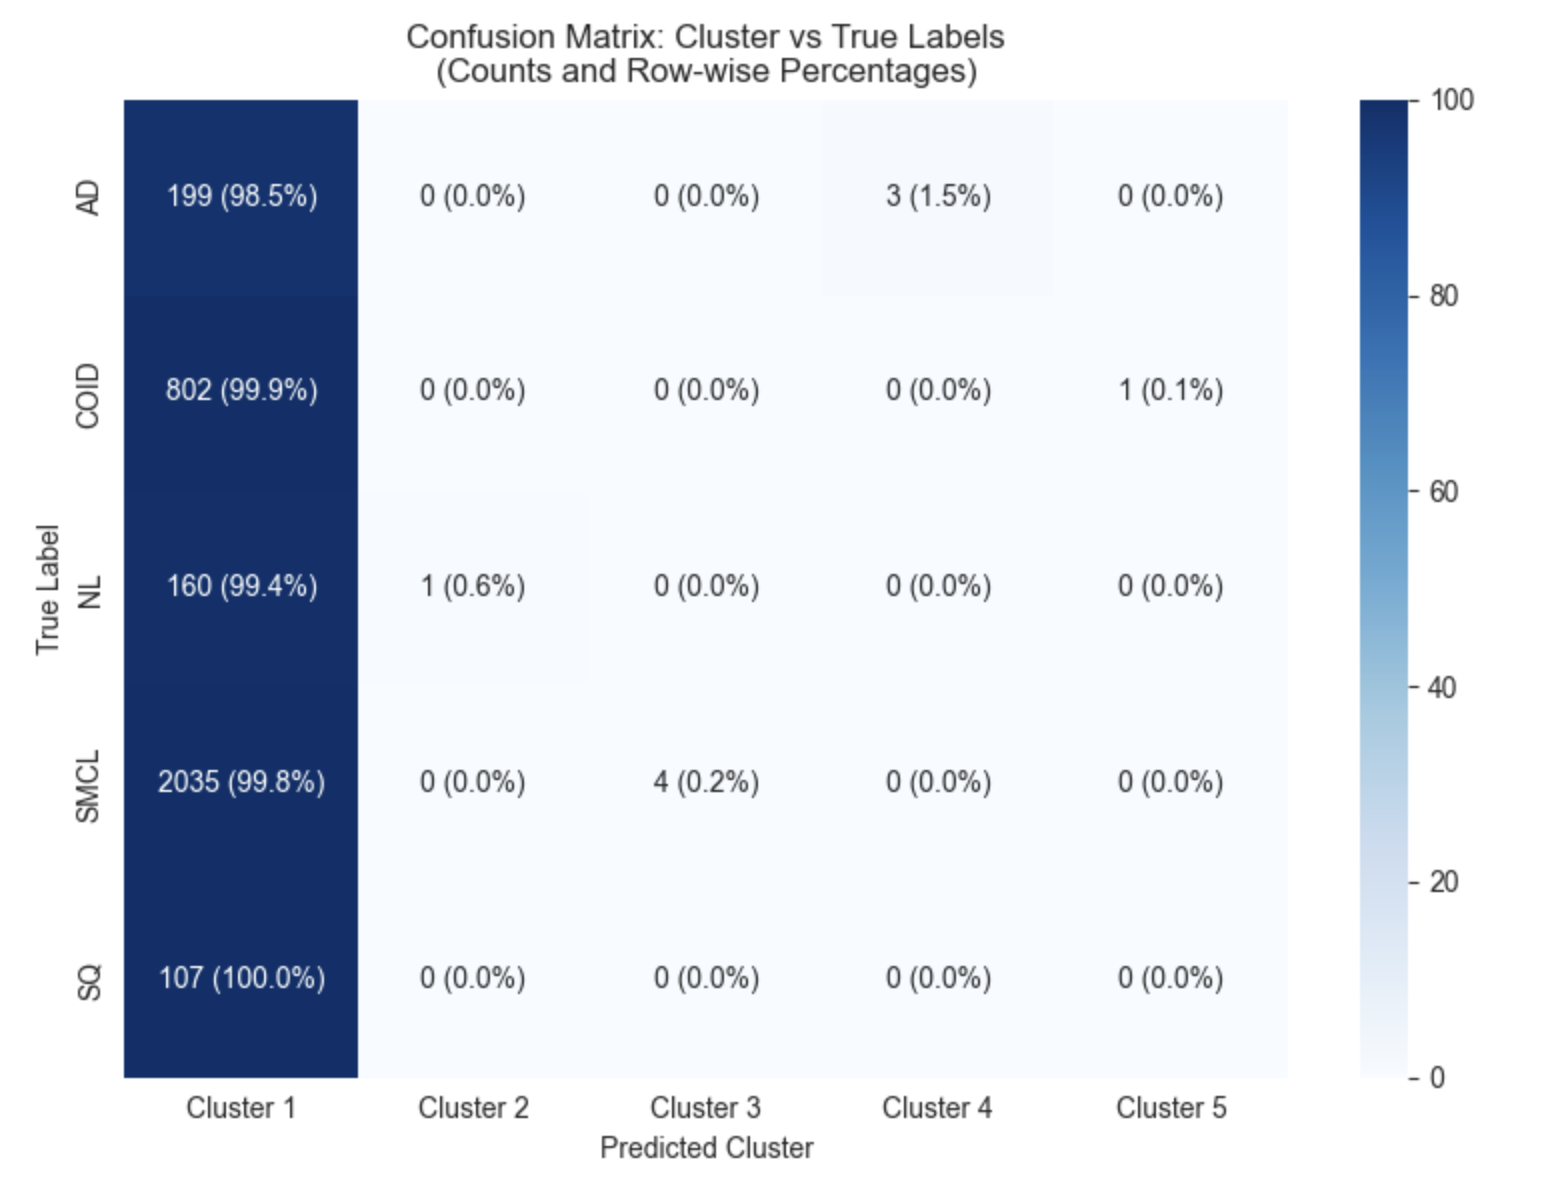 Confusion Matrix: Cluster vs True Labels
(Counts and Row-wise Percentages)
True Label
AD
199 (98.5%) 0 (0.0%) 0 (0.0%) 3 (1.5%) 0 (0.0%)
COID
802 (99.9%) 0 (0.0%) 0 (0.0%) 0 (0.0%) 1 (0.1%)
NL
160 (99.4%) 1 (0.6%) 0 (0.0%) 0 (0.0%) 0 (0.0%)
SMCL
2035 (99.8%) 0 (0.0%) 4 (0.2%) 0 (0.0%) 0 (0.0%)
SQ
107 (100.0%) 0 (0.0%) 0 (0.0%) 0 (0.0%) 0 (0.0%)
Cluster 1 Cluster 2 Cluster 3 Cluster 4 Cluster 5
Predicted Cluster
100
80
60
40
20
0